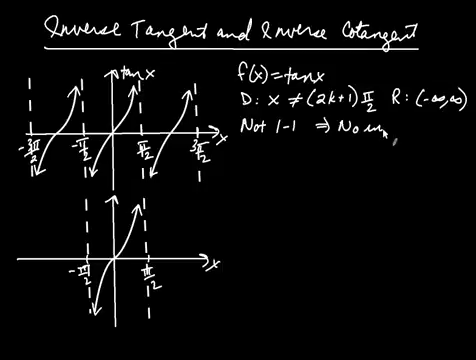 Inverse Tangent and Inverse Cotangent
tan x
x
-3π/2
-π/2
π/2
3π/2
f(x) = tan x
D: x ≠ (2k+1) π/2 R: (-∞,∞)
Not 1-1 ⇒ No in
x
-π/2
π/2